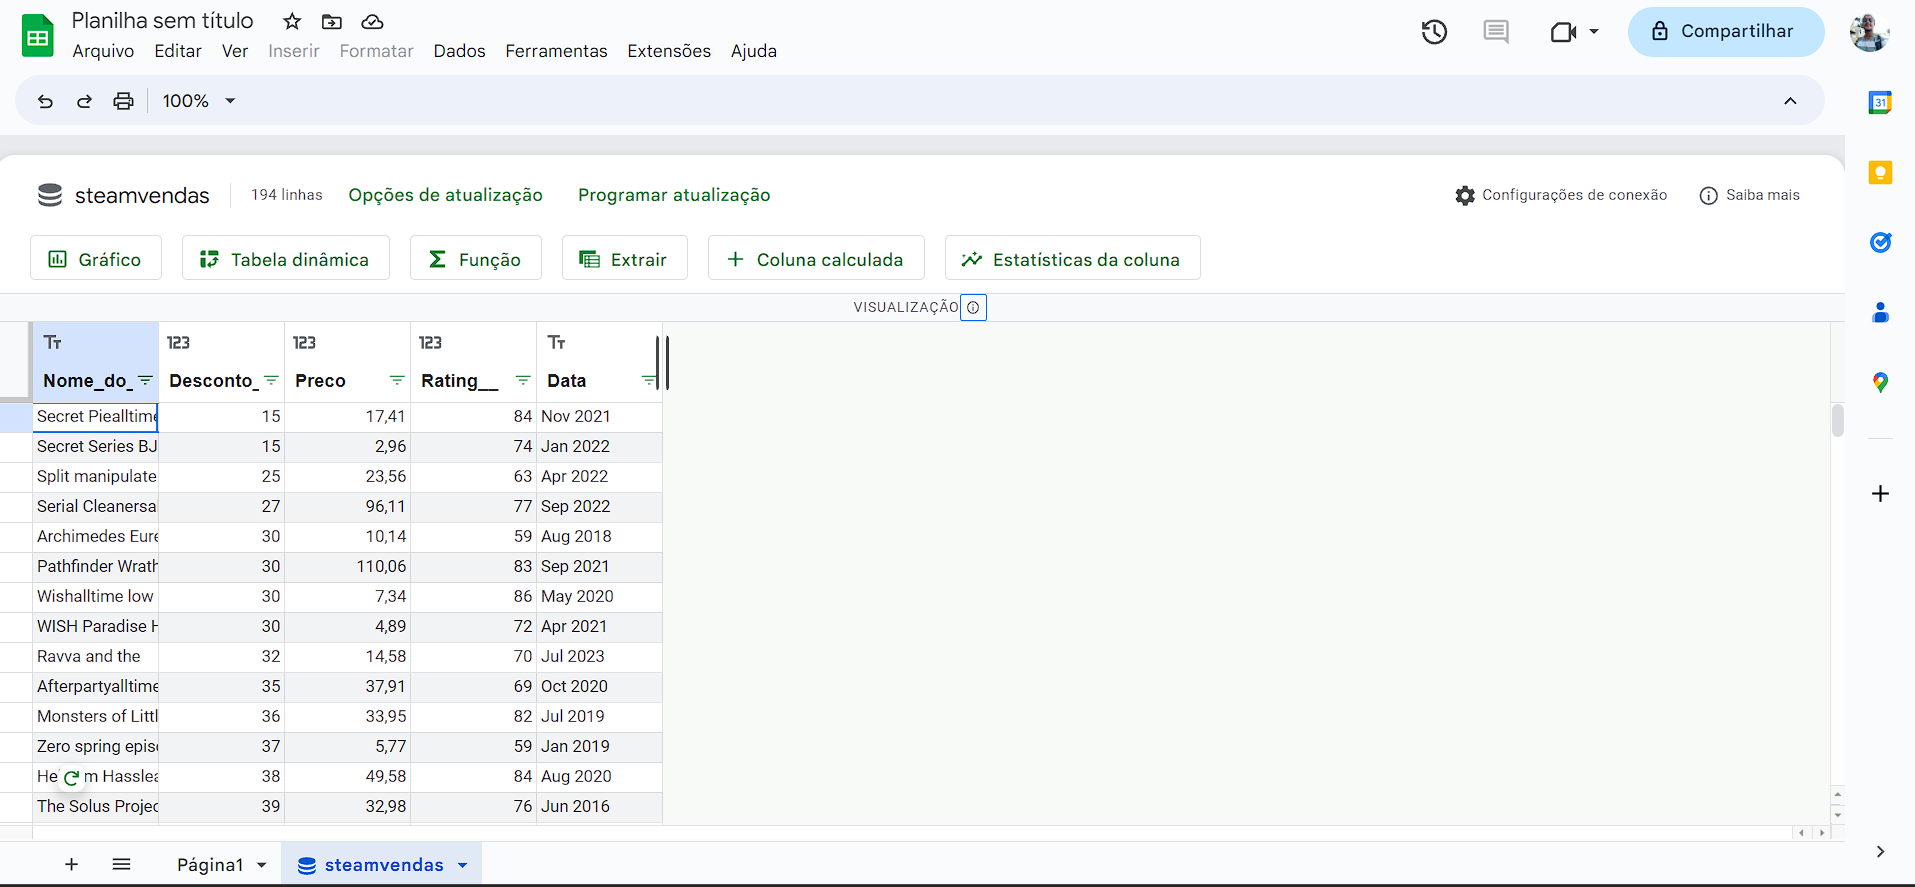 Planilha sem título
Arquivo Editar Ver Inserir Formatar Dados Ferramentas Extensões Ajuda
Compartilhar
100%
31
steamvendas 194 linhas Opções de atualização Programar atualização Configurações de conexão Saiba mais
Gráfico Tabela dinâmica Função Extrair Coluna calculada Estatísticas da coluna
VISUALIZAÇÃO
Tт 123 123 123 Tт
Nome_do_ Desconto_ Preco Rating__ Data
Secret Piealltime 15 17,41 84 Nov 2021
Secret Series BJ 15 2,96 74 Jan 2022
Split manipulate 25 23,56 63 Apr 2022
Serial Cleanersal 27 96,11 77 Sep 2022
Archimedes Eure 30 10,14 59 Aug 2018
Pathfinder Wrath 30 110,06 83 Sep 2021
Wishalltime low 30 7,34 86 May 2020
WISH Paradise H 30 4,89 72 Apr 2021
Ravva and the 32 14,58 70 Jul 2023
Afterpartyalltime 35 37,91 69 Oct 2020
Monsters of Littl 36 33,95 82 Jul 2019
Zero spring epis 37 5,77 59 Jan 2019
He m Hasslea 38 49,58 84 Aug 2020
The Solus Projec 39 32,98 76 Jun 2016
Página1 steamvendas